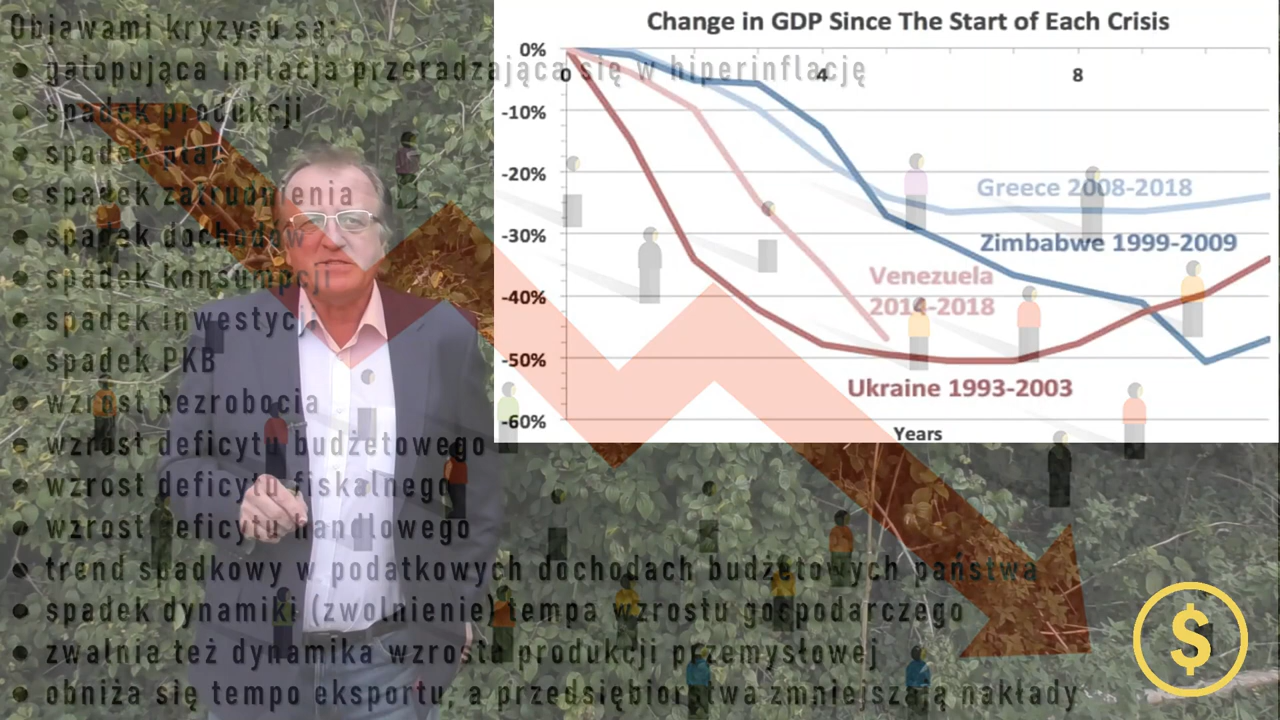 Objawami kryzysu są:
• galopująca inflacja przeradzająca się w hiperinflację
• spadek produkcji
• spadek płac
• spadek zatrudnienia
• spadek dochodów
• spadek konsumpcji
• spadek inwestycji
• spadek PKB
• wzrost bezrobocia
• wzrost deficytu budżetowego
• wzrost deficytu fiskalnego
• wzrost deficytu handlowego
• trend spadkowy w podatkowych dochodach budżetowych państwa
• spadek dynamiki (zwolnienie) tempa wzrostu gospodarczego
• zwalnia też dynamika wzrostu produkcji przemysłowej
• obniża się tempo eksportu, a przedsiębiorstwa zmniejszają nakłady
Change in GDP Since The Start of Each Crisis
0%
0 4 8
-10%
-20%
Greece 2008-2018
-30%
Zimbabwe 1999-2009
Venezuela
2014-2018
-40%
-50%
Ukraine 1993-2003
-60%
Years
$